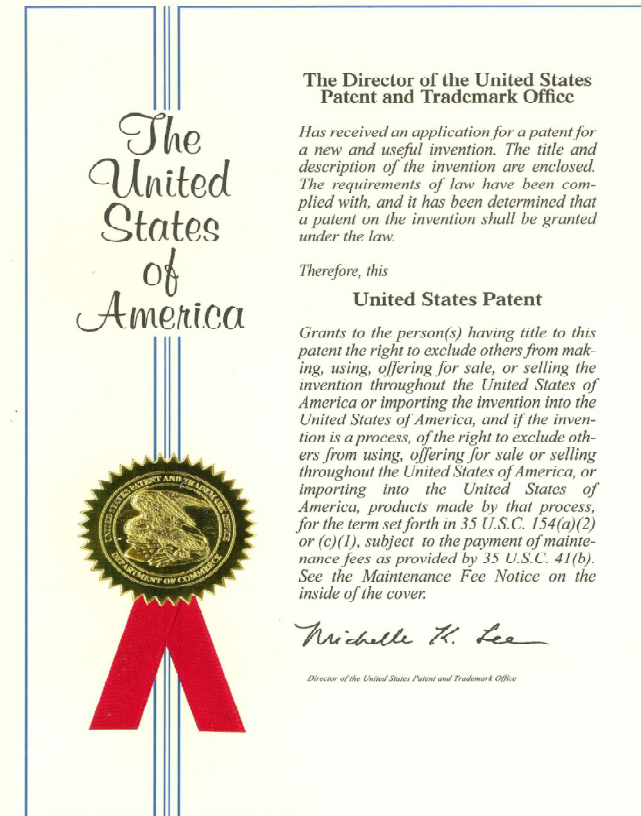 The
United
States
of
America
The Director of the United States
Patent and Trademark Office
Has received an application for a patent for
a new and useful invention. The title and
description of the invention are enclosed.
The requirements of law have been com-
plied with, and it has been determined that
a patent on the invention shall be granted
under the law.
Therefore, this
United States Patent
Grants to the person(s) having title to this
patent the right to exclude others from mak-
ing, using, offering for sale, or selling the
invention throughout the United States of
America or importing the invention into the
United States of America, and if the inven-
tion is a process, of the right to exclude oth-
ers from using, offering for sale or selling
throughout the United States of America, or
importing into the United States of
America, products made by that process,
for the term set forth in 35 U.S.C. 154(a)(2)
or (c)(1), subject to the payment of mainte-
nance fees as provided by 35 U.S.C. 41(b).
See the Maintenance Fee Notice on the
inside of the cover.
Michelle K. Lee
Director of the United States Patent and Trademark Office
UNITED STATES PATENT AND TRADEMARK OFFICE
DEPARTMENT OF COMMERCE